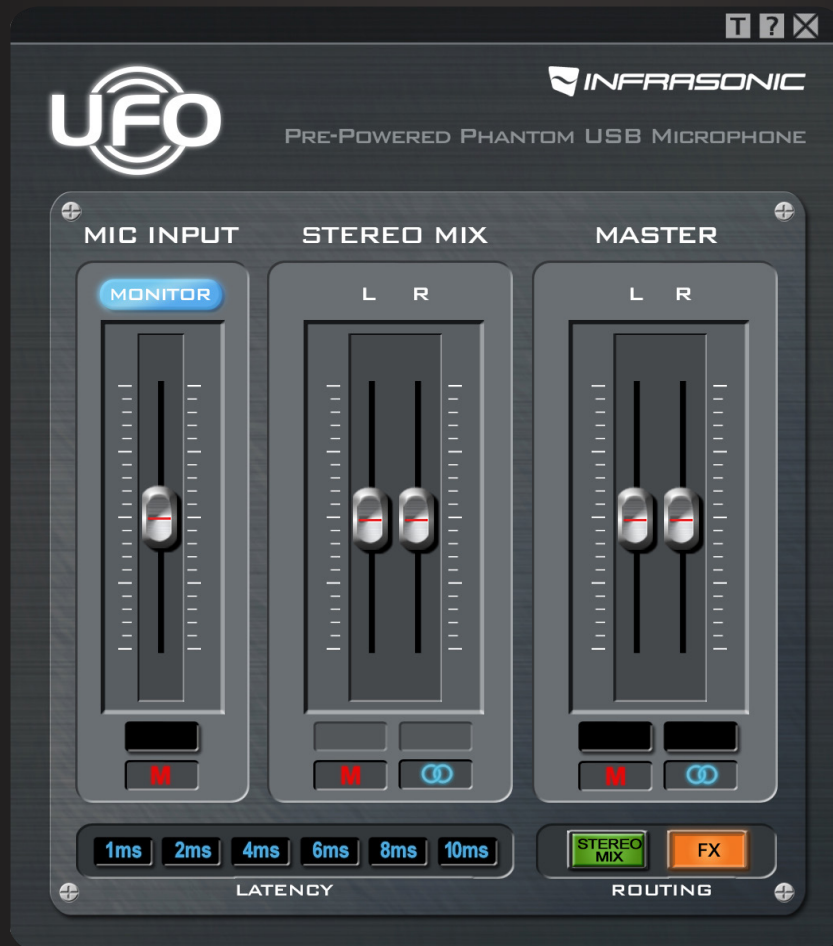 T ?
UFO
INFRASONIC
PRE-POWERED PHANTOM USB MICROPHONE
MIC INPUT
STEREO MIX
MASTER
MONITOR
L R
L R
M
M
M
1ms 2ms 4ms 6ms 8ms 10ms
STEREO
MIX
FX
LATENCY
ROUTING